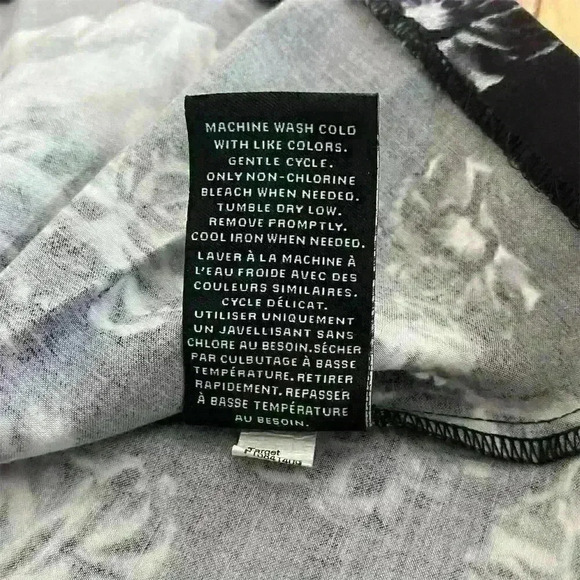 MACHINE WASH COLD
WITH LIKE COLORS.
GENTLE CYCLE.
ONLY NON-CHLORINE
BLEACH WHEN NEEDED.
TUMBLE DRY LOW.
REMOVE PROMPTLY.
COOL IRON WHEN NEEDED.
LAVER À LA MACHINE À
L'EAU FROIDE AVEC DES
COULEURS SIMILAIRES.
CYCLE DÉLICAT.
UTILISER UNIQUEMENT
UN JAVELLISANT SANS
CHLORE AU BESOIN.SÉCHER
PAR CULBUTAGE À BASSE
TEMPÉRATURE.RETIRER
RAPIDEMENT. REPASSER
À BASSE TEMPÉRATURE
AU BESOIN.
Target